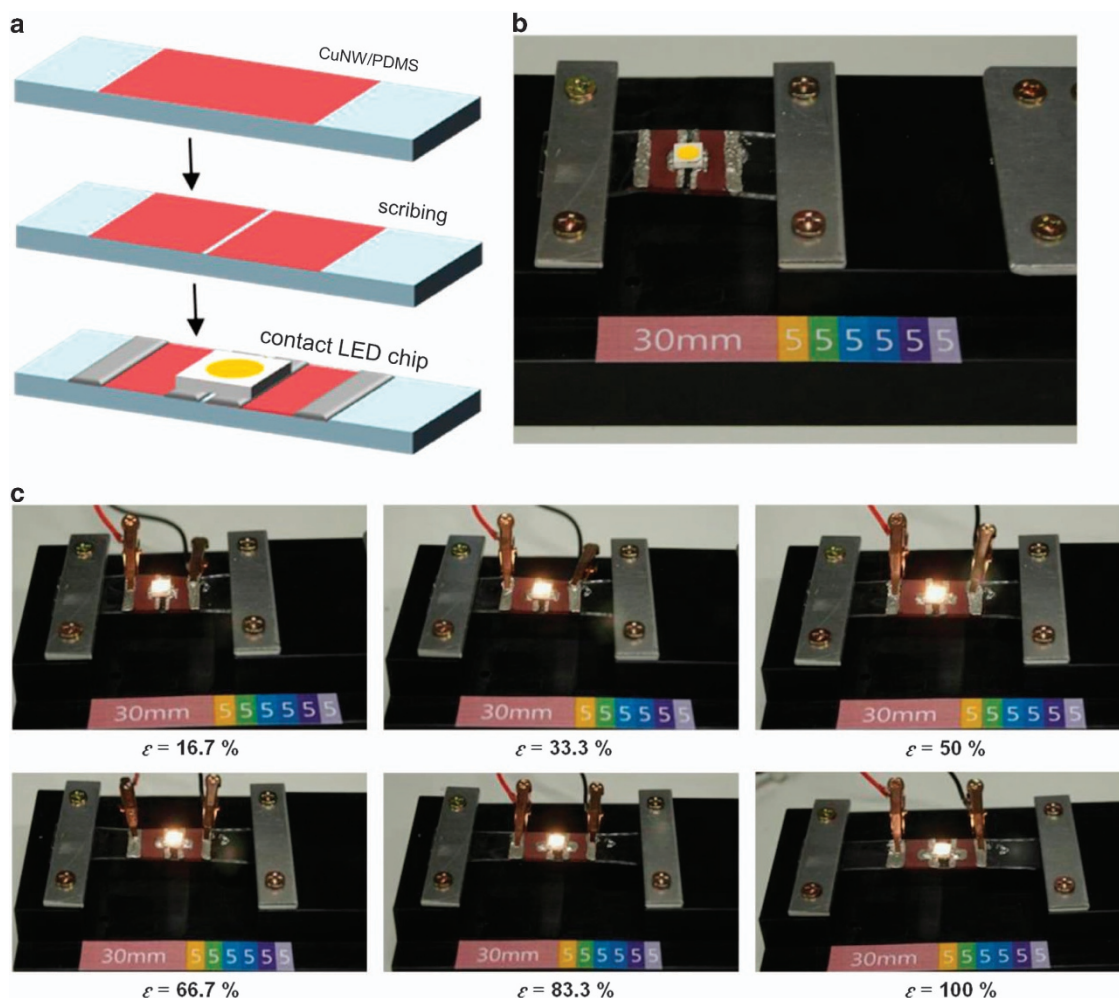 a
CuNW/PDMS
scribing
contact LED chip
b
30mm 5 5 5 5 5 5
c
30mm 5 5 5 5 5 5
ε = 16.7 %
30mm 5 5 5 5 5 5
ε = 33.3 %
30mm 5 5 5 5 5 5
ε = 50 %
30mm 5 5 5 5 5 5
ε = 66.7 %
30mm 5 5 5 5 5 5
ε = 83.3 %
30mm 5 5 5 5 5 5
ε = 100 %